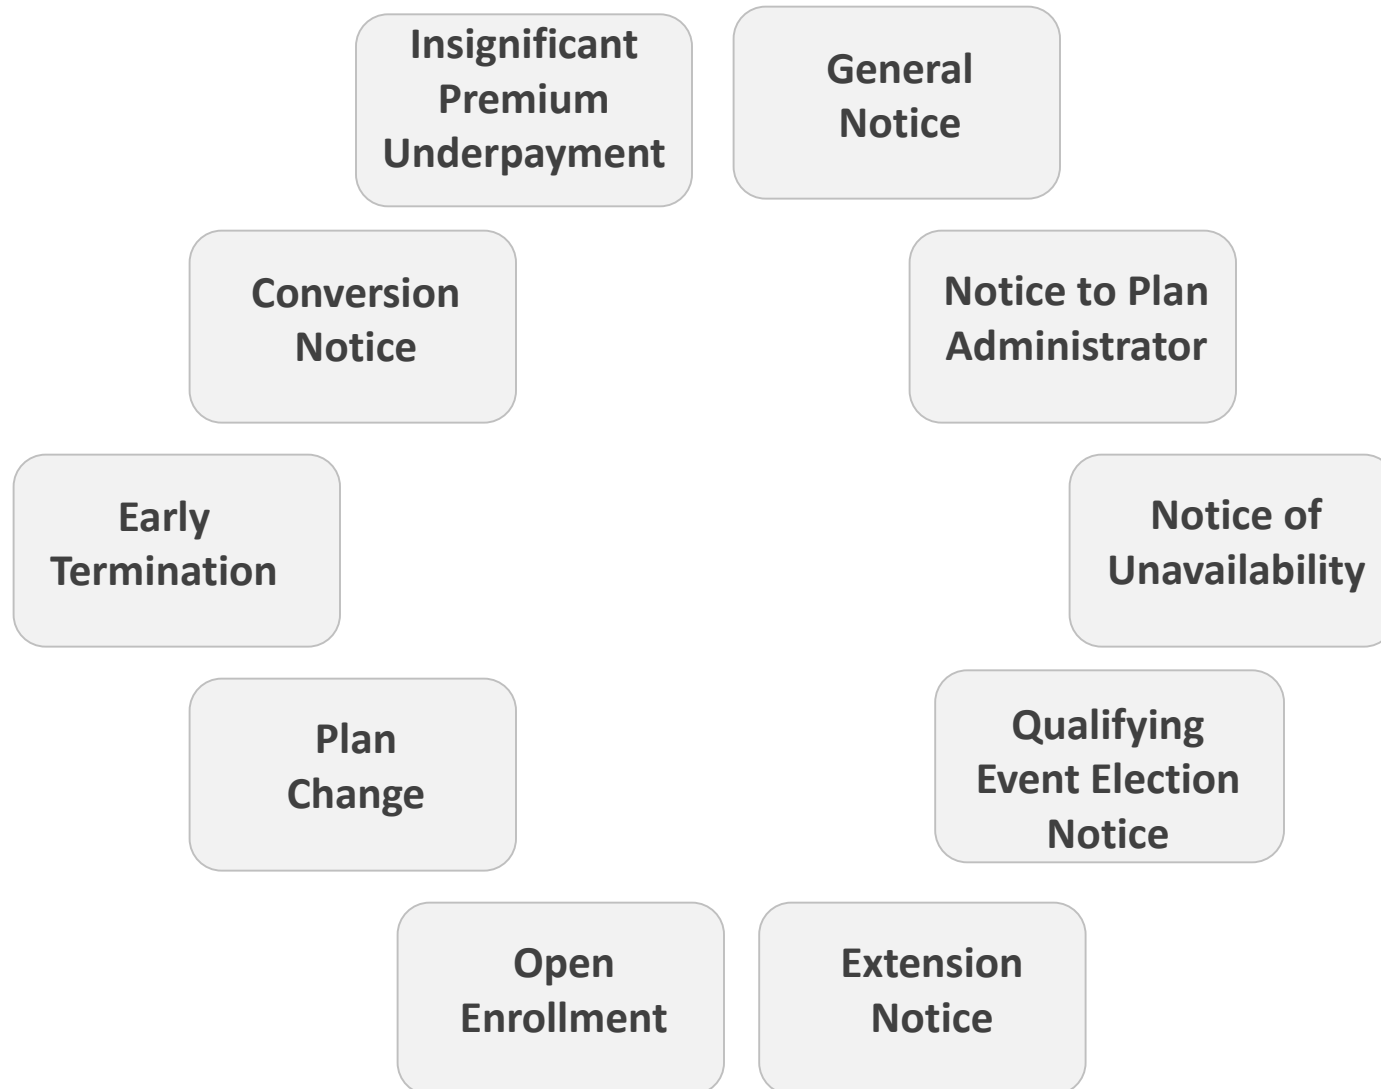 Insignificant
Premium
Underpayment
General
Notice
Conversion
Notice
Notice to Plan
Administrator
Early
Termination
Notice of
Unavailability
Plan
Change
Qualifying
Event Election
Notice
Open
Enrollment
Extension
Notice